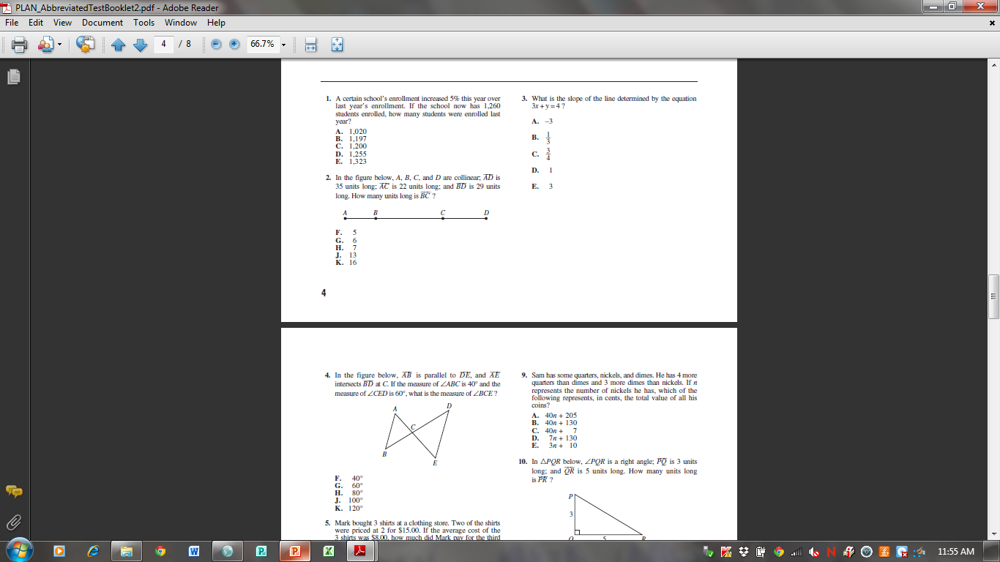 PLAN_AbbreviatedTestBooklet2.pdf - Adobe Reader
File Edit View Document Tools Window Help
4 / 8 66.7%
1. A certain school's enrollment increased 5% this year over
last year's enrollment. If the school now has 1,260
students enrolled, how many students were enrolled last
year?
A. 1,020
B. 1,197
C. 1,200
D. 1,255
E. 1,323
2. In the figure below, A, B, C, and D are collinear; AD is
35 units long; AC is 22 units long; and BD is 29 units
long. How many units long is BC ?
A B C D
F. 5
G. 6
H. 7
J. 13
K. 16
4
3. What is the slope of the line determined by the equation
3x + y = 4 ?
A. –3
B. 1/3
C. 3/4
D. 1
E. 3
4. In the figure below, AB is parallel to DE, and AE
intersects BD at C. If the measure of ∠ABC is 40° and the
measure of ∠CED is 60°, what is the measure of ∠BCE ?
A
D
C
B
E
F. 40°
G. 60°
H. 80°
J. 100°
K. 120°
5. Mark bought 3 shirts at a clothing store. Two of the shirts
were priced at 2 for $15.00. If the average cost of the
3 shirts was $8.00, how much did Mark pay for the third
9. Sam has some quarters, nickels, and dimes. He has 4 more
quarters than dimes and 3 more dimes than nickels. If n
represents the number of nickels he has, which of the
following represents, in cents, the total value of all his
coins?
A. 40n + 205
B. 40n + 130
C. 40n + 7
D. 7n + 130
E. 3n + 10
10. In △PQR below, ∠PQR is a right angle; PQ is 3 units
long; and QR is 5 units long. How many units long
is PR ?
P
3
Q 5 R
11:55 AM